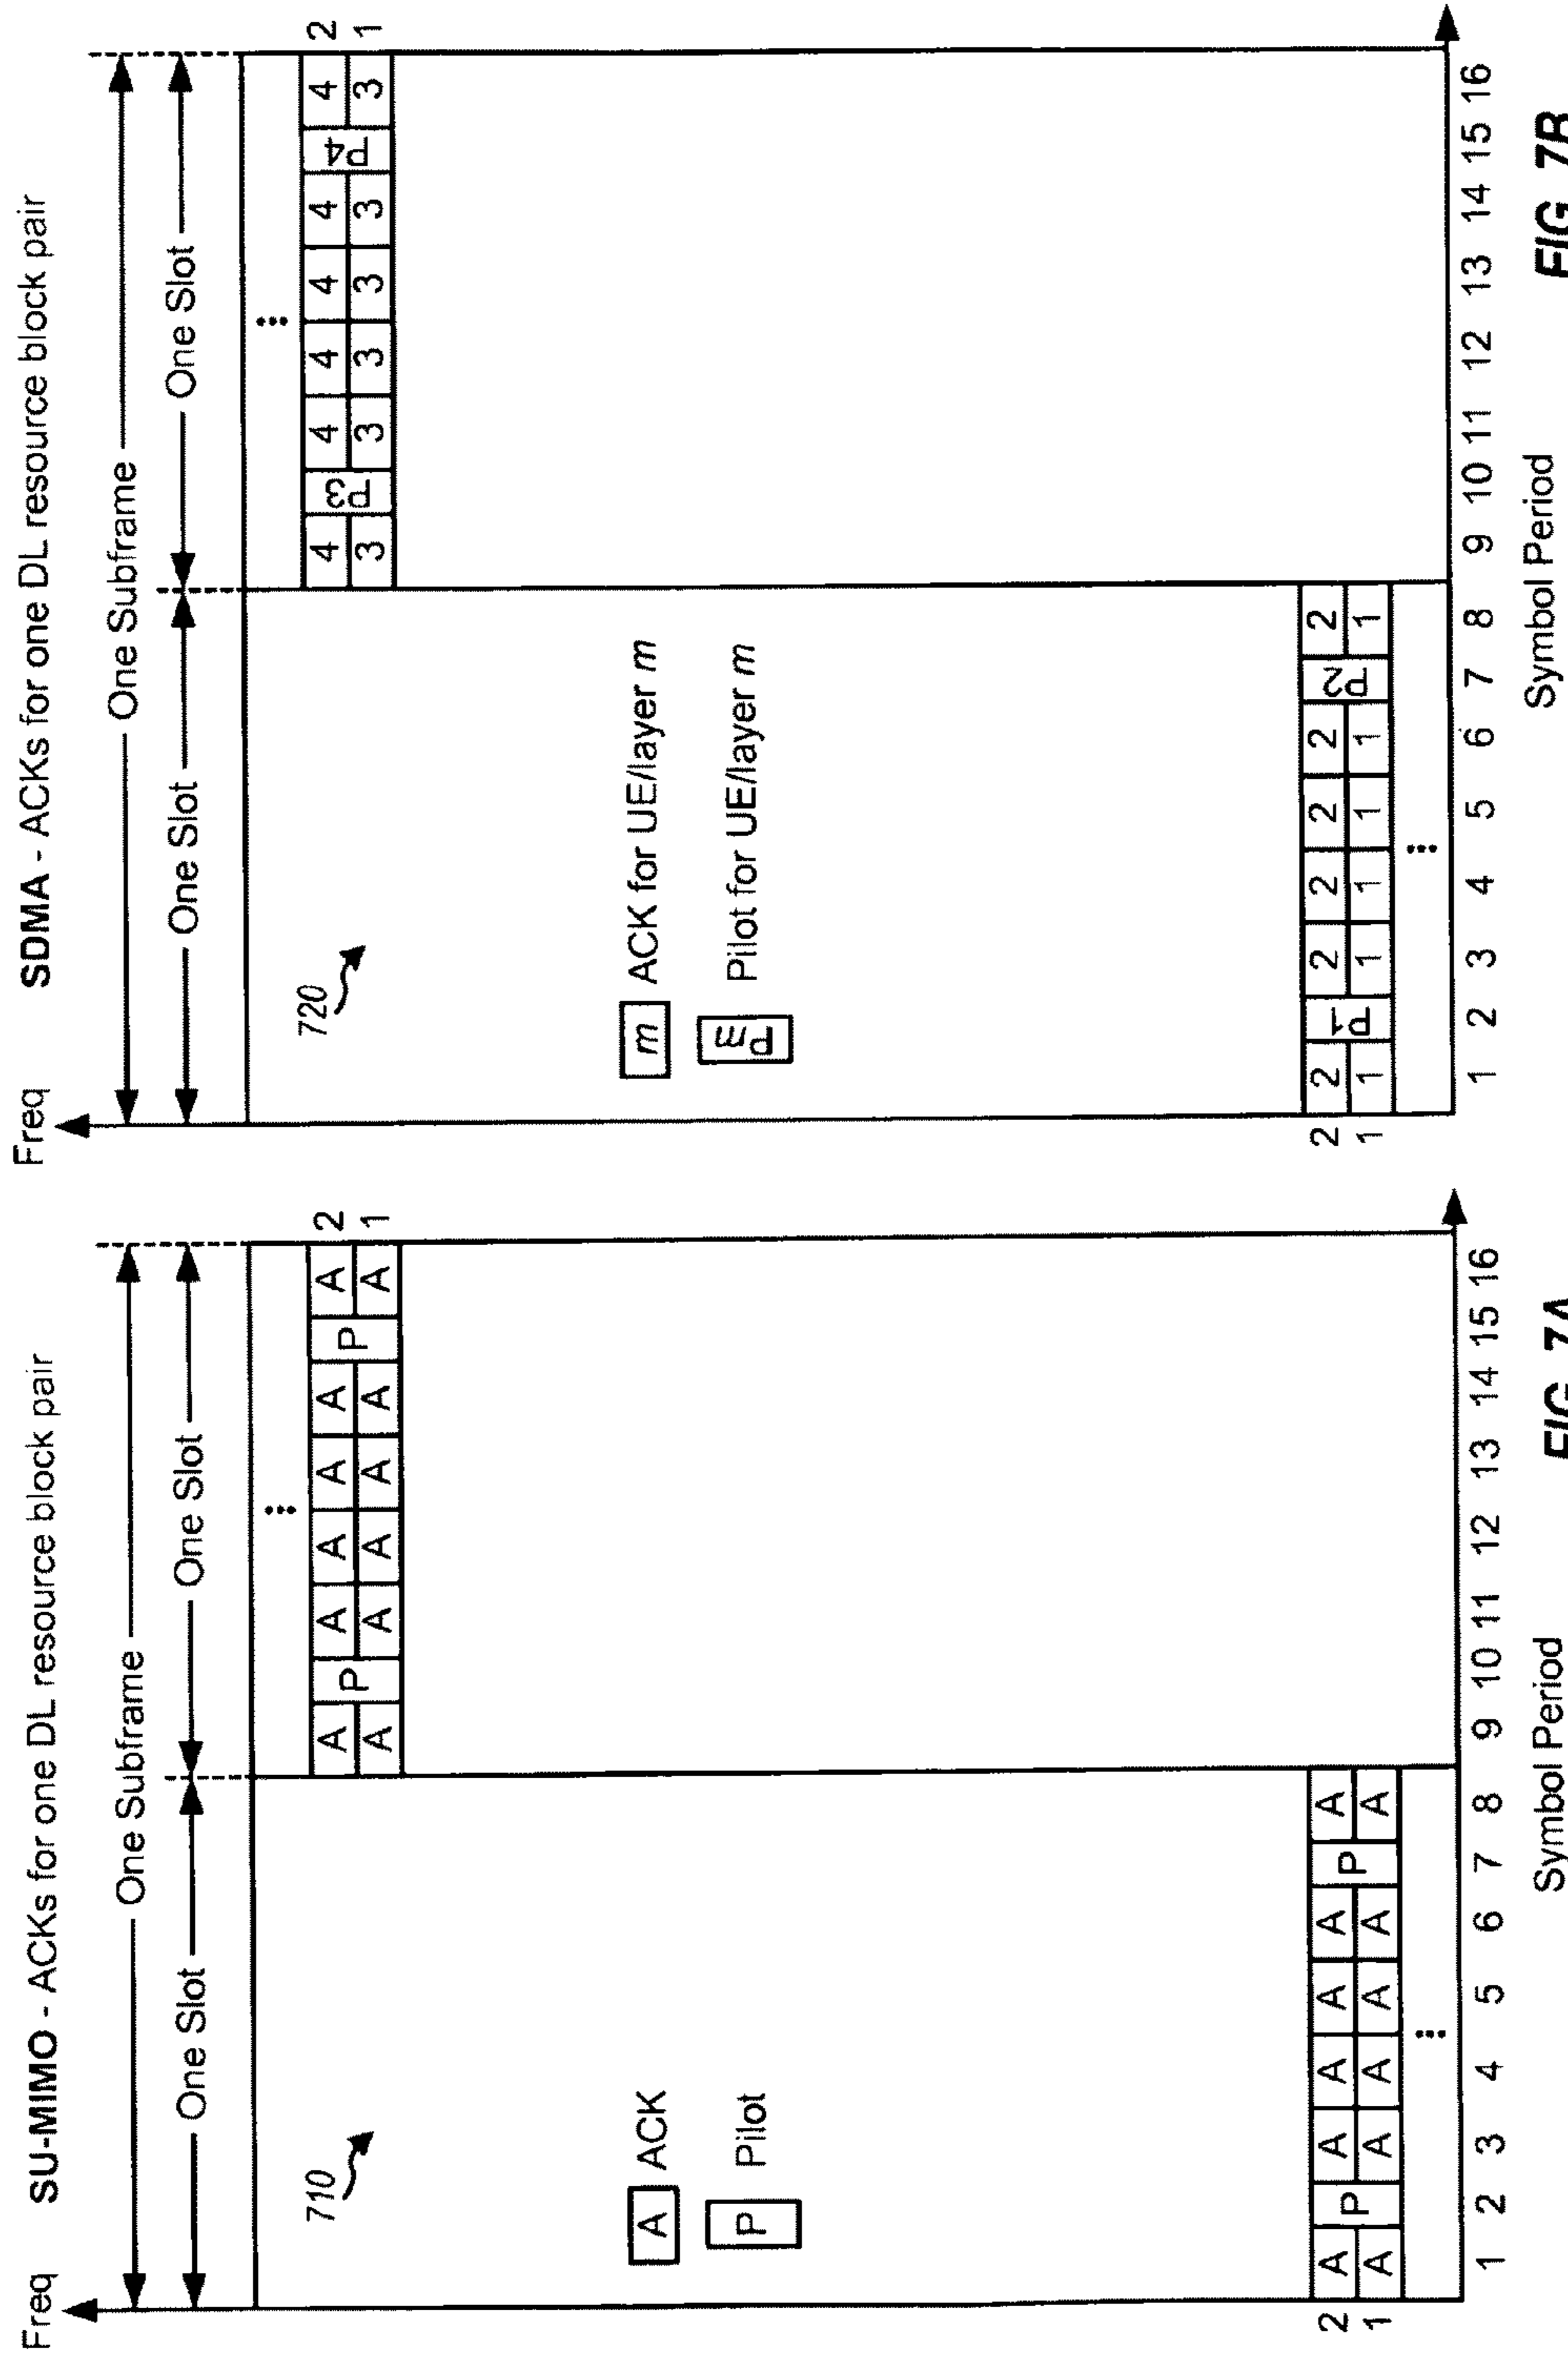 SU-MIMO - ACKs for one DL resource block pair
Freq
One Subframe
One Slot One Slot
710
...
2 A P A A A A P A 2
1 A A A A A A 1
A ACK
P Pilot
2 A P A A A A P A
1 A A A A A A
...
1 2 3 4 5 6 7 8 9 10 11 12 13 14 15 16
Symbol Period
FIG. 7A
SDMA - ACKs for one DL resource block pair
Freq
One Subframe
One Slot One Slot
720
...
4 P3 4 4 4 4 P4 4 2
3 3 3 3 3 3 1
m ACK for UE/layer m
Pm Pilot for UE/layer m
2 2 P1 2 2 2 2 P2 2
1 1 1 1 1 1 1
...
1 2 3 4 5 6 7 8 9 10 11 12 13 14 15 16
Symbol Period
FIG. 7B